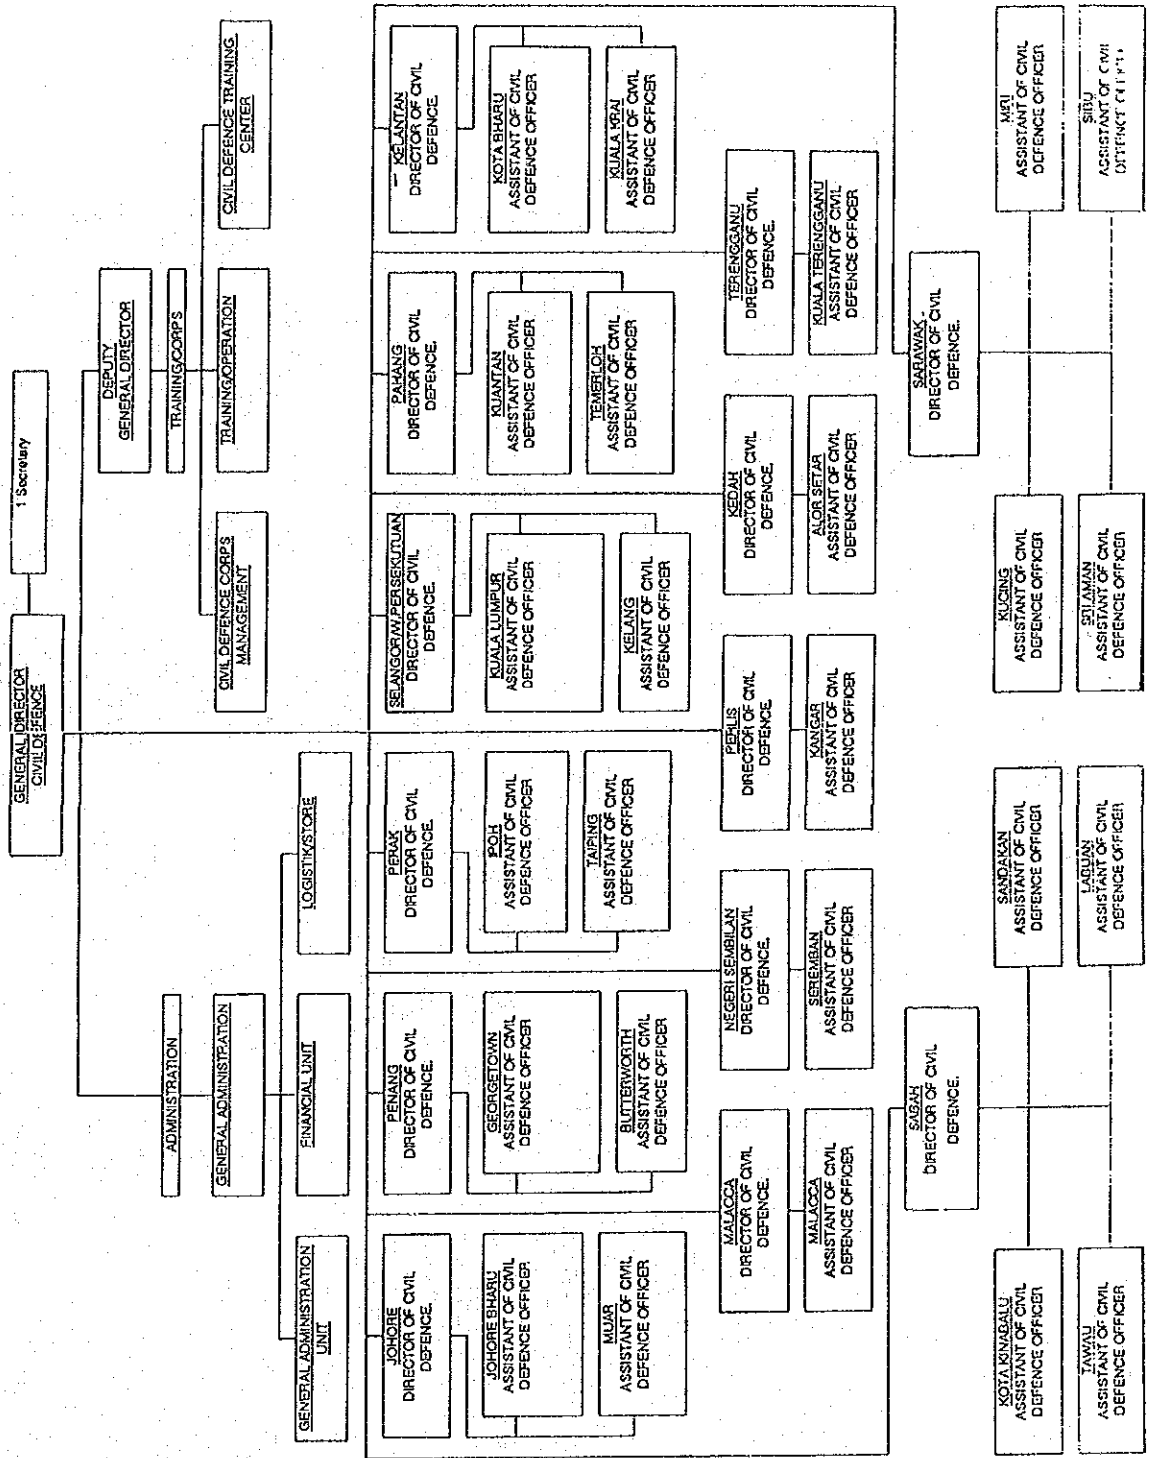 GENERAL DIRECTOR
CIVIL DEFENCE
1 Secretary
ADMINISTRATION
DEPUTY
GENERAL DIRECTOR
GENERAL ADMINISTRATION
TRAINING/CORPS
GENERAL ADMINISTRATION
UNIT
FINANCIAL UNIT
LOGISTIK/STORE
CIVIL DEFENCE CORPS
MANAGEMENT
TRAINING/OPERATION
CIVIL DEFENCE TRAINING
CENTER
JOHORE
DIRECTOR OF CIVIL
DEFENCE.
PENANG
DIRECTOR OF CIVIL
DEFENCE.
PERAK
DIRECTOR OF CIVIL
DEFENCE.
SELANGOR/W.PERSEKUTUAN
DIRECTOR OF CIVIL
DEFENCE.
PAHANG
DIRECTOR OF CIVIL
DEFENCE.
KELANTAN
DIRECTOR OF CIVIL
DEFENCE.
JOHORE BHARU
ASSISTANT OF CIVIL
DEFENCE OFFICER
GEORGETOWN
ASSISTANT OF CIVIL
DEFENCE OFFICER
IPOH
ASSISTANT OF CIVIL
DEFENCE OFFICER
KUALA LUMPUR
ASSISTANT OF CIVIL
DEFENCE OFFICER
KUANTAN
ASSISTANT OF CIVIL
DEFENCE OFFICER
KOTA BHARU
ASSISTANT OF CIVIL
DEFENCE OFFICER
MUAR
ASSISTANT OF CIVIL
DEFENCE OFFICER
BUTTERWORTH
ASSISTANT OF CIVIL
DEFENCE OFFICER
TAIPING
ASSISTANT OF CIVIL
DEFENCE OFFICER
KELANG
ASSISTANT OF CIVIL
DEFENCE OFFICER
TEMERLOH
ASSISTANT OF CIVIL
DEFENCE OFFICER
KUALA KRAI
ASSISTANT OF CIVIL
DEFENCE OFFICER
MALACCA
DIRECTOR OF CIVIL
DEFENCE.
NEGERI SEMBILAN
DIRECTOR OF CIVIL
DEFENCE.
PERLIS
DIRECTOR OF CIVIL
DEFENCE.
KEDAH
DIRECTOR OF CIVIL
DEFENCE.
TERENGGANU
DIRECTOR OF CIVIL
DEFENCE.
MALACCA
ASSISTANT OF CIVIL
DEFENCE OFFICER
SEREMBAN
ASSISTANT OF CIVIL
DEFENCE OFFICER
KANGAR
ASSISTANT OF CIVIL
DEFENCE OFFICER
ALOR SETAR
ASSISTANT OF CIVIL
DEFENCE OFFICER
KUALA TERENGGANU
ASSISTANT OF CIVIL
DEFENCE OFFICER
SABAH
DIRECTOR OF CIVIL
DEFENCE.
SARAWAK
DIRECTOR OF CIVIL
DEFENCE.
KOTA KINABALU
ASSISTANT OF CIVIL
DEFENCE OFFICER
SANDAKAN
ASSISTANT OF CIVIL
DEFENCE OFFICER
KUCING
ASSISTANT OF CIVIL
DEFENCE OFFICER
MIRI
ASSISTANT OF CIVIL
DEFENCE OFFICER
TAWAU
ASSISTANT OF CIVIL
DEFENCE OFFICER
LABUAN
ASSISTANT OF CIVIL
DEFENCE OFFICER
SRI AMAN
ASSISTANT OF CIVIL
DEFENCE OFFICER
SIBU
ASSISTANT OF CIVIL
DEFENCE OFFICER